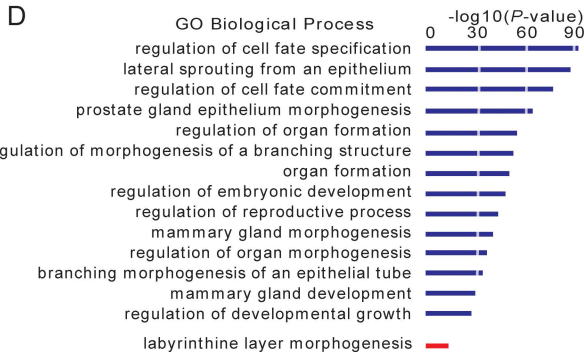 D
GO Biological Process
-log10(P-value)
0 30 60 90
regulation of cell fate specification
lateral sprouting from an epithelium
regulation of cell fate commitment
prostate gland epithelium morphogenesis
regulation of organ formation
gulation of morphogenesis of a branching structure
organ formation
regulation of embryonic development
regulation of reproductive process
mammary gland morphogenesis
regulation of organ morphogenesis
branching morphogenesis of an epithelial tube
mammary gland development
regulation of developmental growth
labyrinthine layer morphogenesis